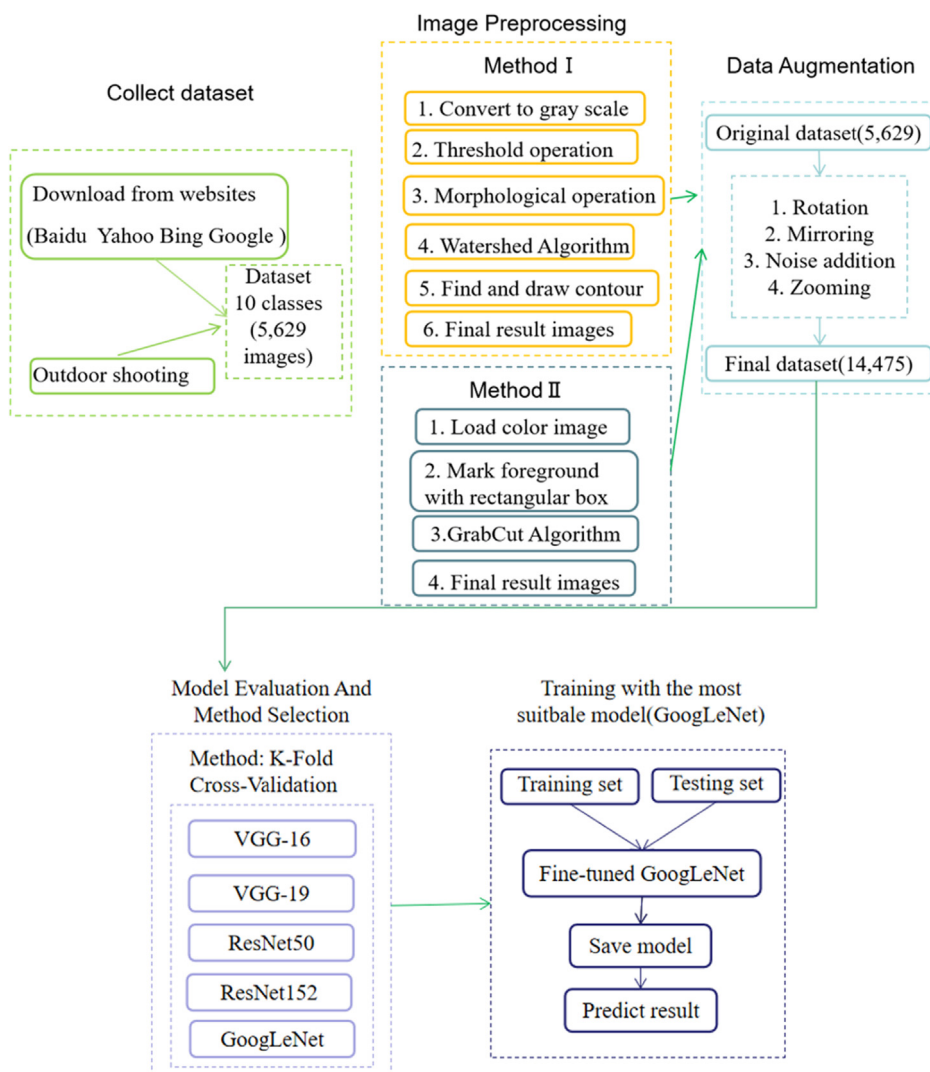 Collect dataset
Download from websites
(Baidu Yahoo Bing Google )
Dataset
10 classes
(5,629
images)
Outdoor shooting
Image Preprocessing
Method Ⅰ
1. Convert to gray scale
2. Threshold operation
3. Morphological operation
4. Watershed Algorithm
5. Find and draw contour
6. Final result images
Method Ⅱ
1. Load color image
2. Mark foreground
with rectangular box
3.GrabCut Algorithm
4. Final result images
Data Augmentation
Original dataset(5,629)
1. Rotation
2. Mirroring
3. Noise addition
4. Zooming
Final dataset(14,475)
Model Evaluation And
Method Selection
Method: K-Fold
Cross-Validation
VGG-16
VGG-19
ResNet50
ResNet152
GoogLeNet
Training with the most
suitbale model(GoogLeNet)
Training set
Testing set
Fine-tuned GoogLeNet
Save model
Predict result